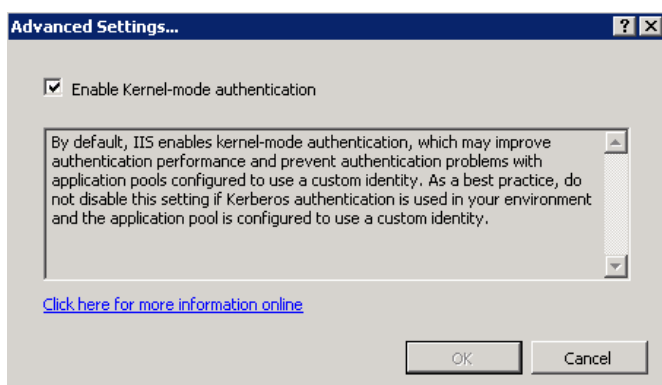 Advanced Settings...
Enable Kernel-mode authentication
By default, IIS enables kernel-mode authentication, which may improve
authentication performance and prevent authentication problems with
application pools configured to use a custom identity. As a best practice, do
not disable this setting if Kerberos authentication is used in your environment
and the application pool is configured to use a custom identity.
Click here for more information online
OK
Cancel